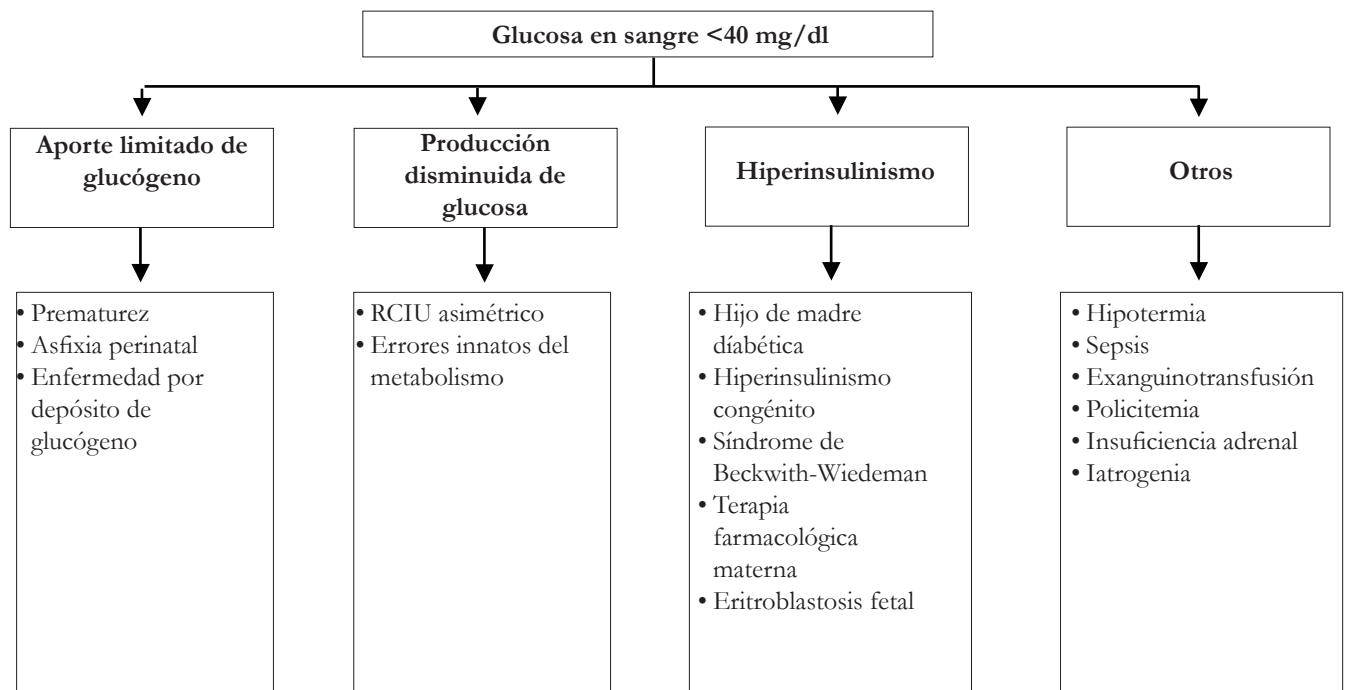 Glucosa en sangre <40 mg/dl
Aporte limitado de
glucógeno
Producción
disminuida de
glucosa
Hiperinsulinismo
Otros
• Prematurez
• Asfixia perinatal
• Enfermedad por
depósito de
glucógeno
• RCIU asimétrico
• Errores innatos del
metabolismo
• Hijo de madre
díabética
• Hiperinsulinismo
congénito
• Síndrome de
Beckwith-Wiedeman
• Terapia
farmacológica
materna
• Eritroblastosis fetal
• Hipotermia
• Sepsis
• Exanguinotransfusión
• Policitemia
• Insuficiencia adrenal
• Iatrogenia